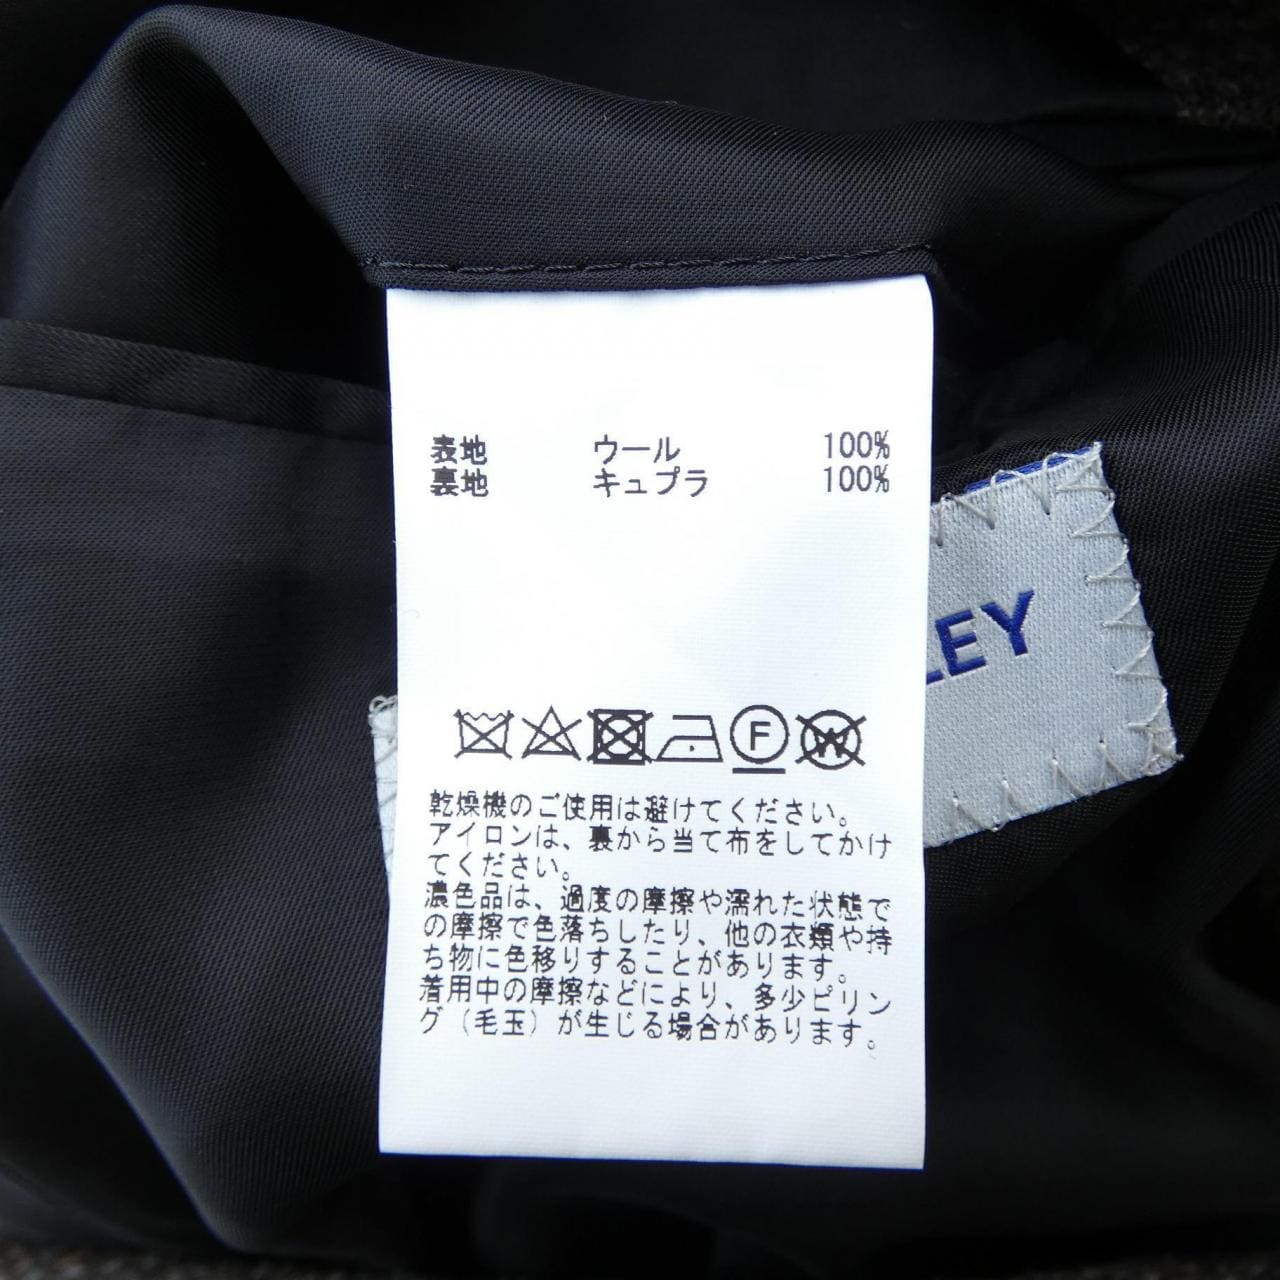 表地 ウール 100%
裏地 キュプラ 100%
LEY
F
W
乾燥機のご使用は避けてください。
アイロンは、裏から当て布をしてかけ
てください。
濃色品は、過度の摩擦や濡れた状態で
の摩擦で色落ちしたり、他の衣類や持
ち物に色移りすることがあります。
着用中の摩擦などにより、多少ピリン
グ(毛玉)が生じる場合があります。